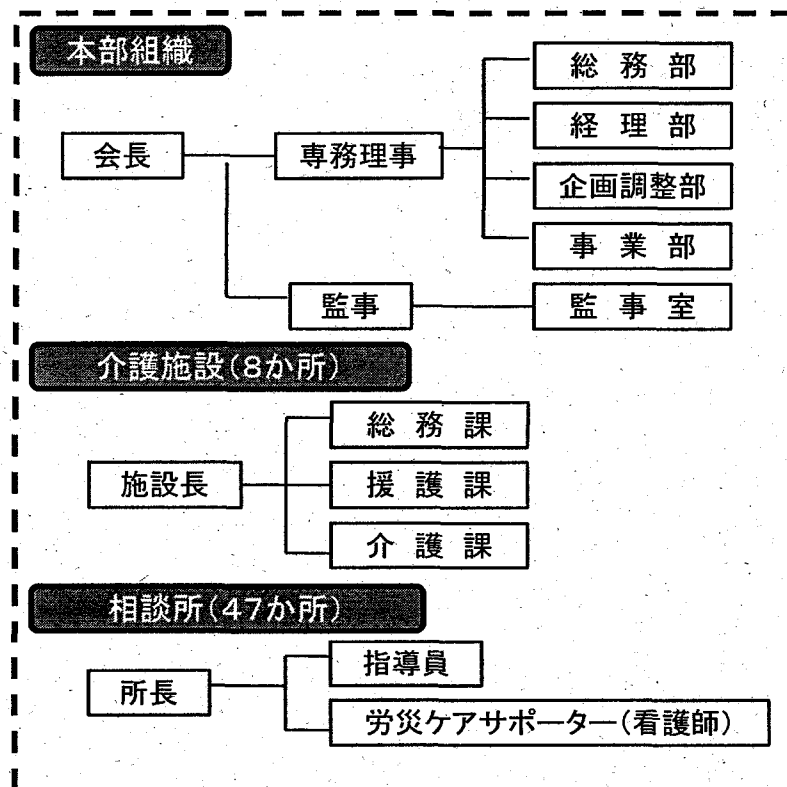 本部組織
総務部
経理部
会長
専務理事
企画調整部
事業部
監事
監事室
介護施設(8か所)
総務課
施設長
援護課
介護課
相談所(47か所)
指導員
所長
労災ケアサポーター(看護師)